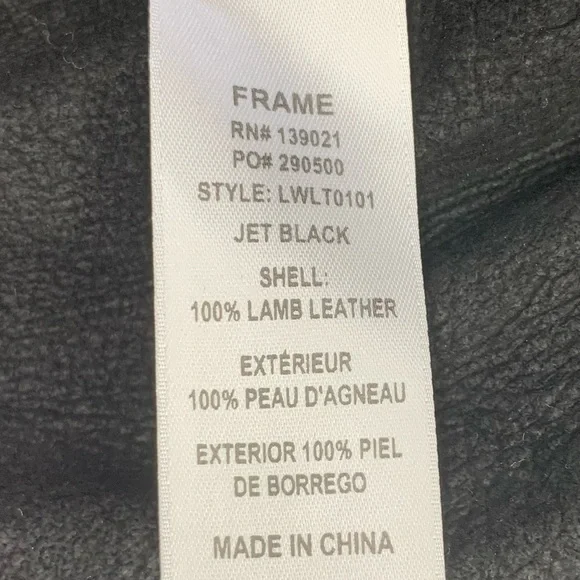 FRAME
RN# 139021
PO# 290500
STYLE: LWLT0101
JET BLACK
SHELL:
100% LAMB LEATHER
EXTÉRIEUR
100% PEAU D'AGNEAU
EXTERIOR 100% PIEL
DE BORREGO
MADE IN CHINA